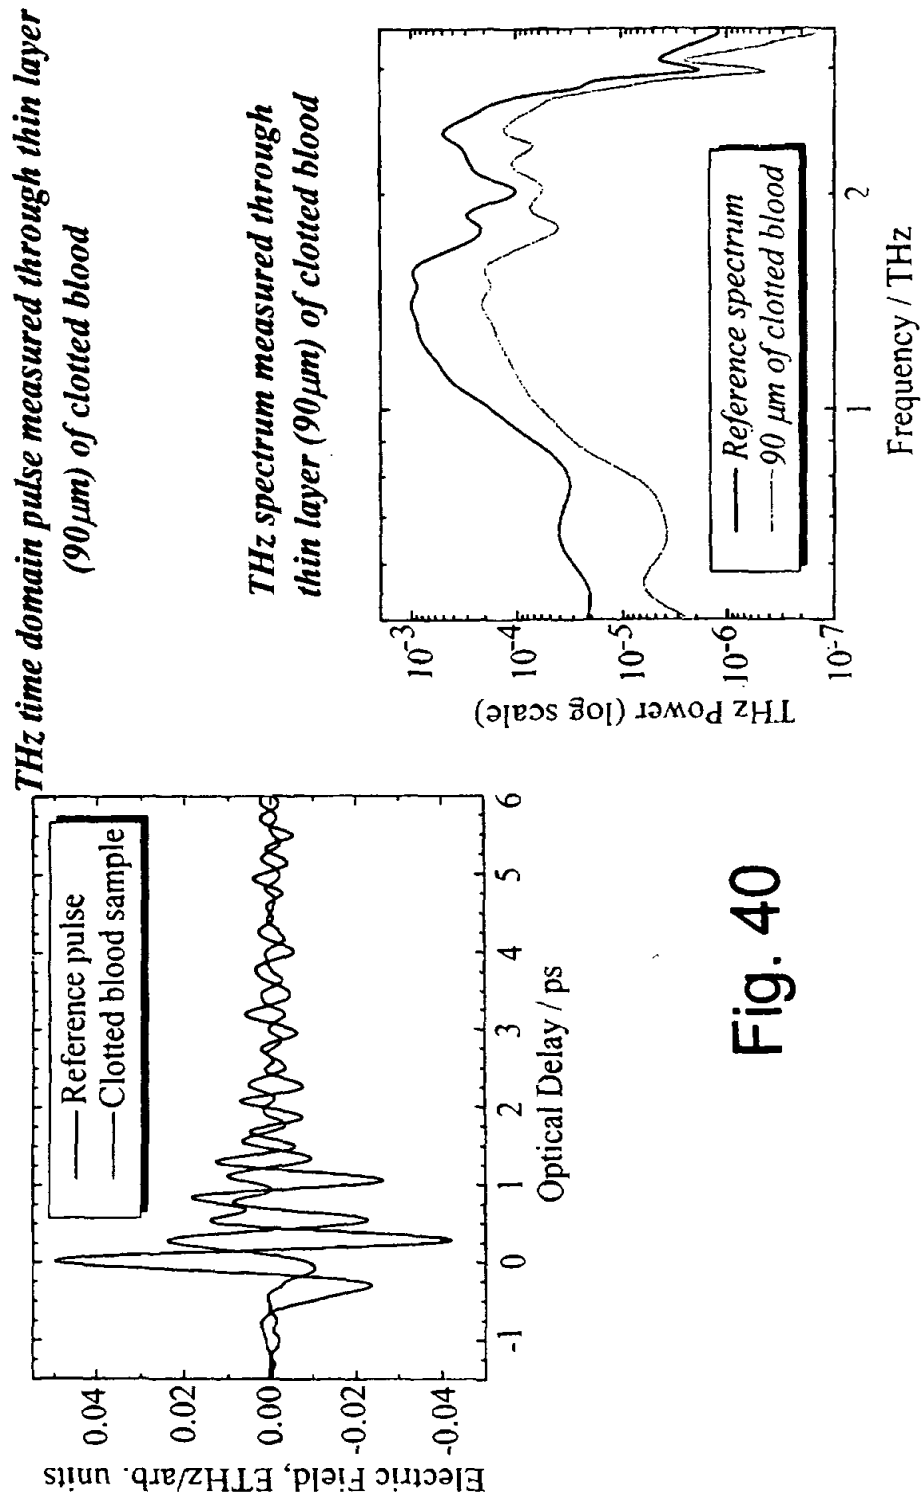 THz time domain pulse measured through thin layer
(90μm) of clotted blood
Electric Field, ETHz/arb. units
0.04
0.02
0.00
-0.02
-0.04
Reference pulse
Clotted blood sample
-1
0
1
2
3
4
5
6
Optical Delay / ps
THz spectrum measured through
thin layer (90μm) of clotted blood
THz Power (log scale)
10-3
10-4
10-5
10-6
10-7
Reference spectrum
90 μm of clotted blood
1
2
Frequency / THz
Fig. 40